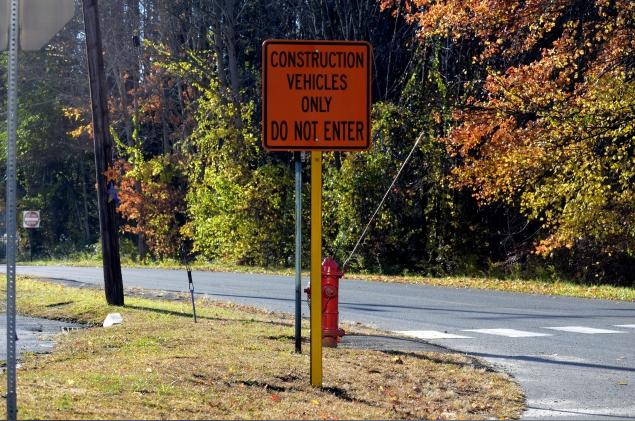 CONSTRUCTION
VEHICLES
ONLY
DO NOT ENTER